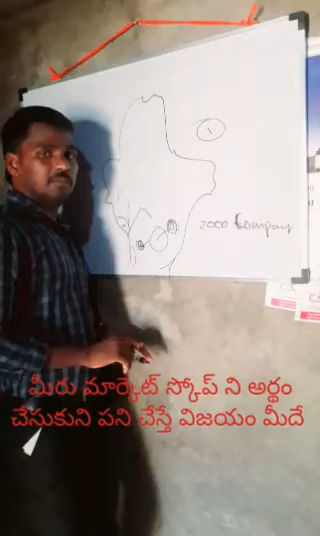 2000 Company
మీరు మార్కెట్ స్కోప్ ని అర్థం
చేసుకుని పని చేస్తే విజయం మీదే